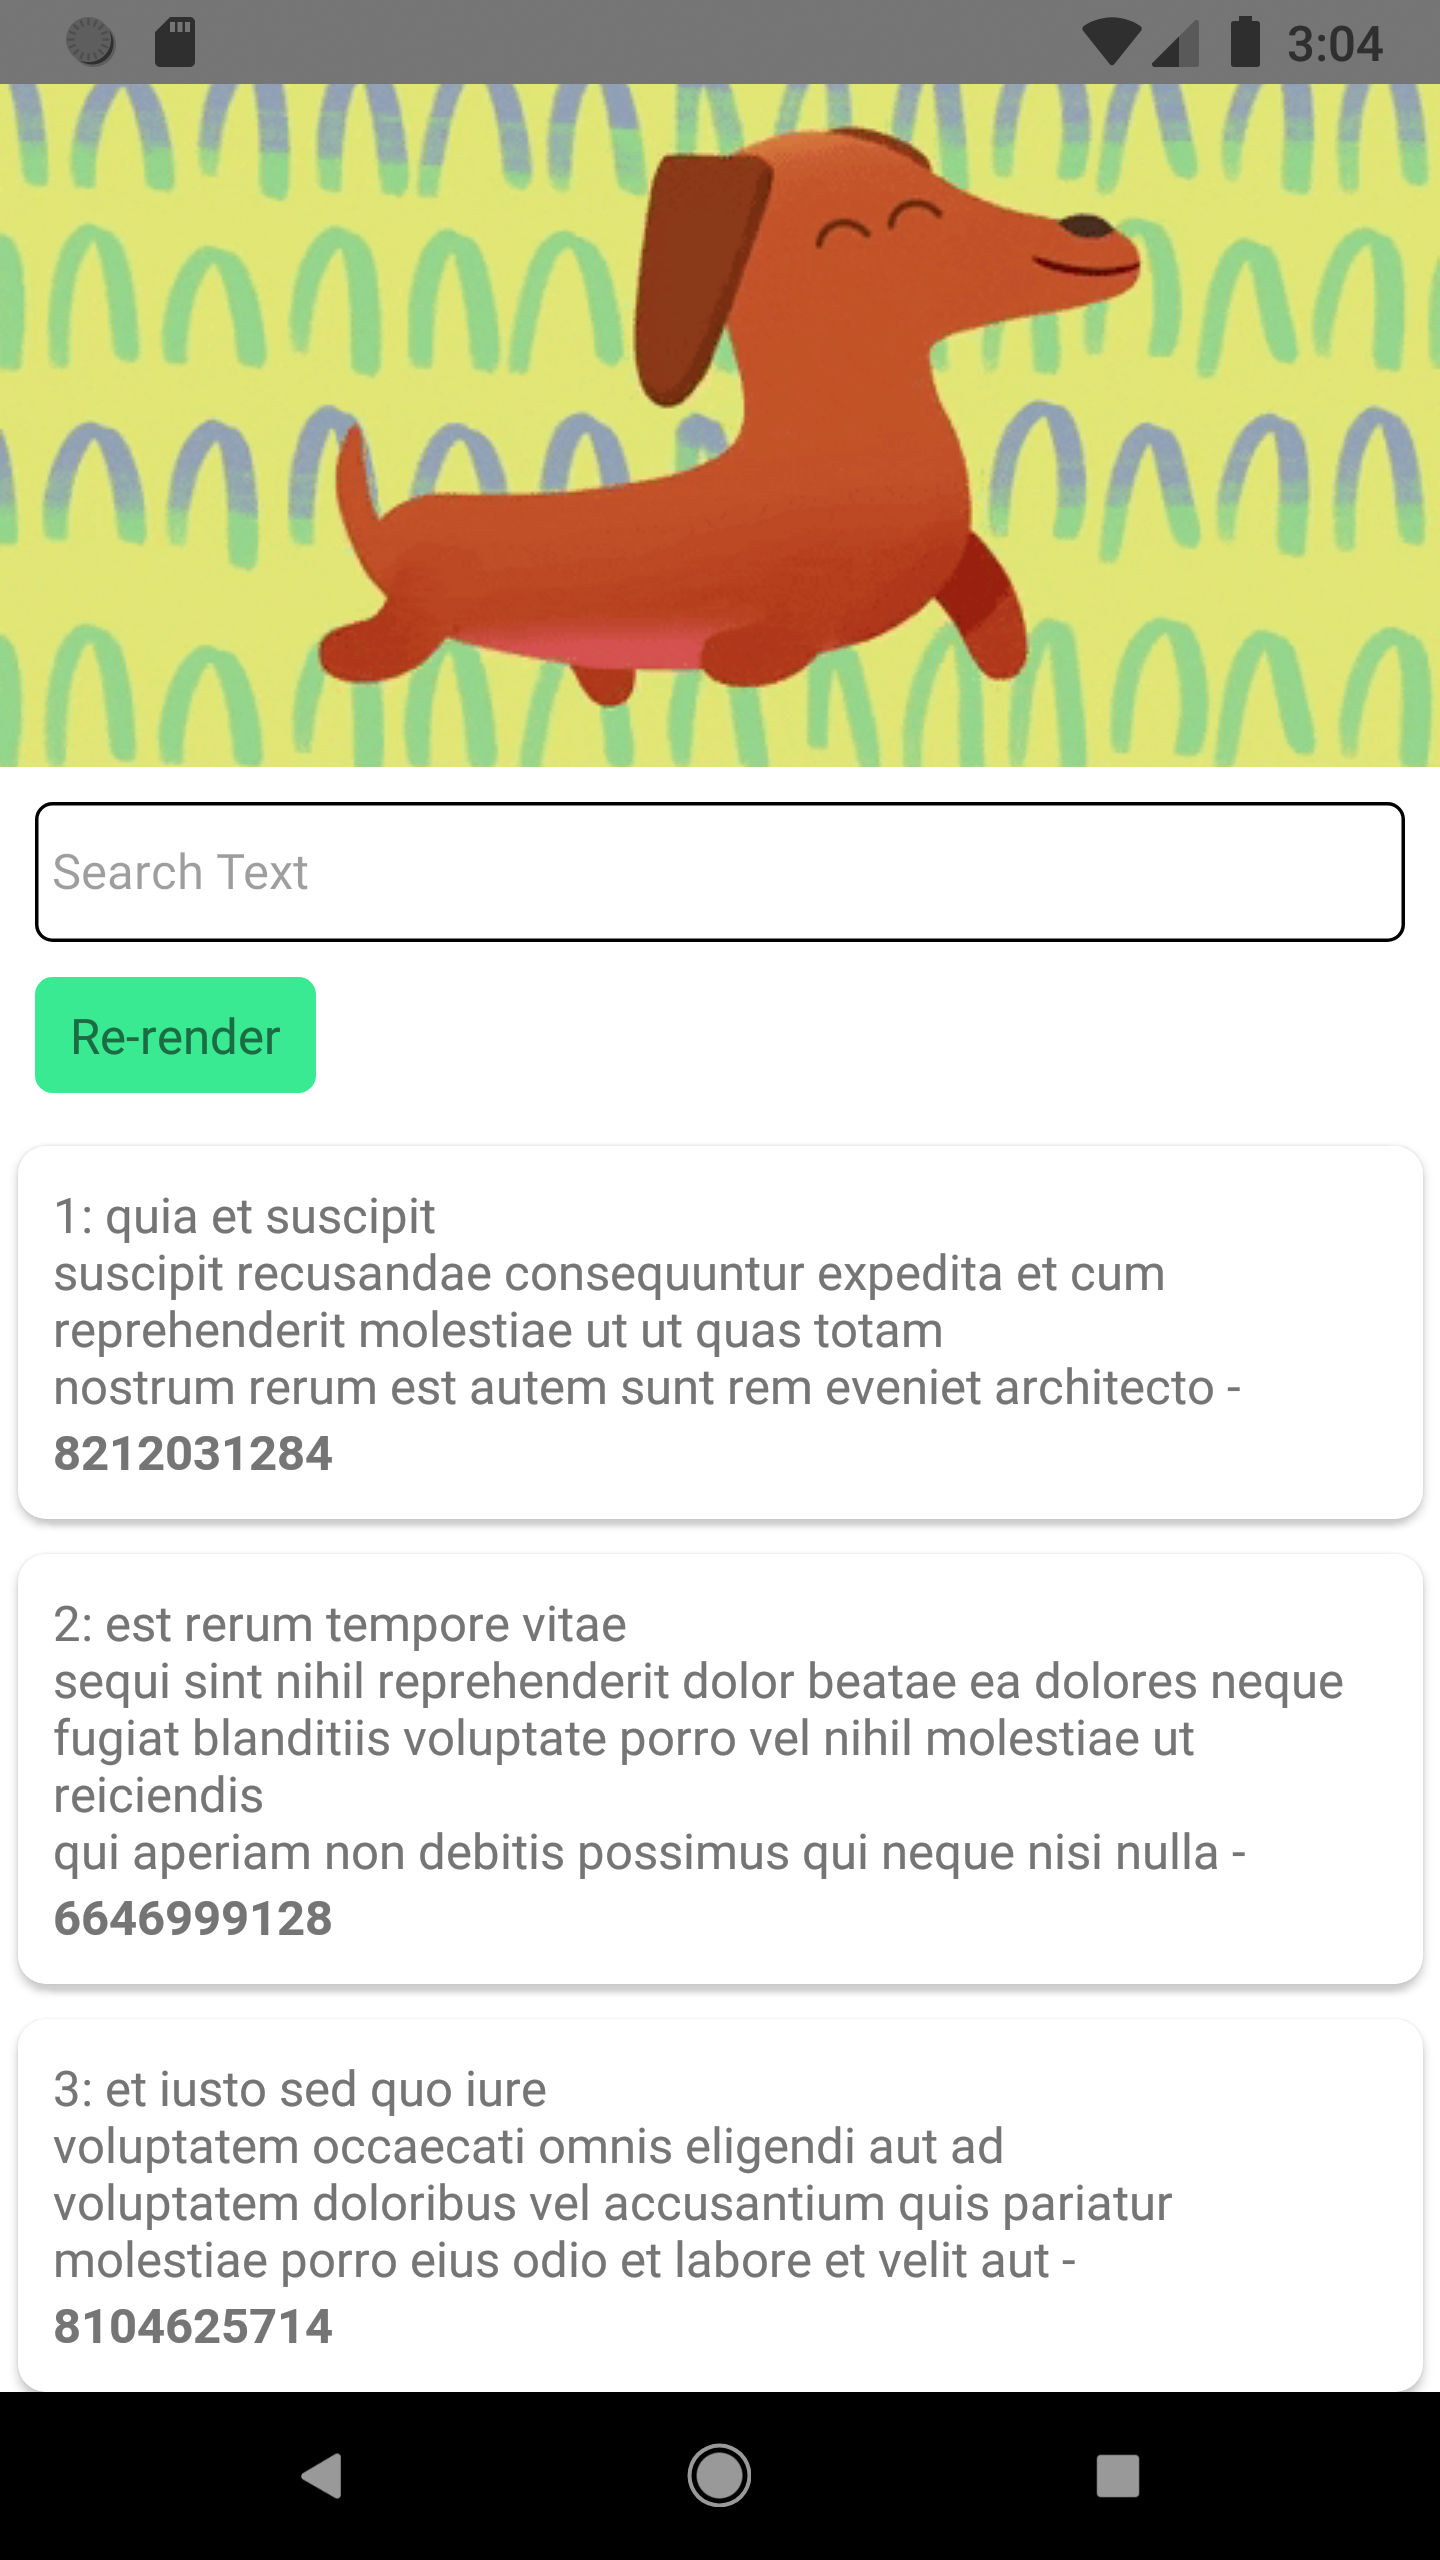 3:04
Search Text
Re-render
1: quia et suscipit
suscipit recusandae consequuntur expedita et cum
reprehenderit molestiae ut ut quas totam
nostrum rerum est autem sunt rem eveniet architecto -
8212031284
2: est rerum tempore vitae
sequi sint nihil reprehenderit dolor beatae ea dolores neque
fugiat blanditiis voluptate porro vel nihil molestiae ut
reiciendis
qui aperiam non debitis possimus qui neque nisi nulla -
6646999128
3: et iusto sed quo iure
voluptatem occaecati omnis eligendi aut ad
voluptatem doloribus vel accusantium quis pariatur
molestiae porro eius odio et labore et velit aut -
8104625714